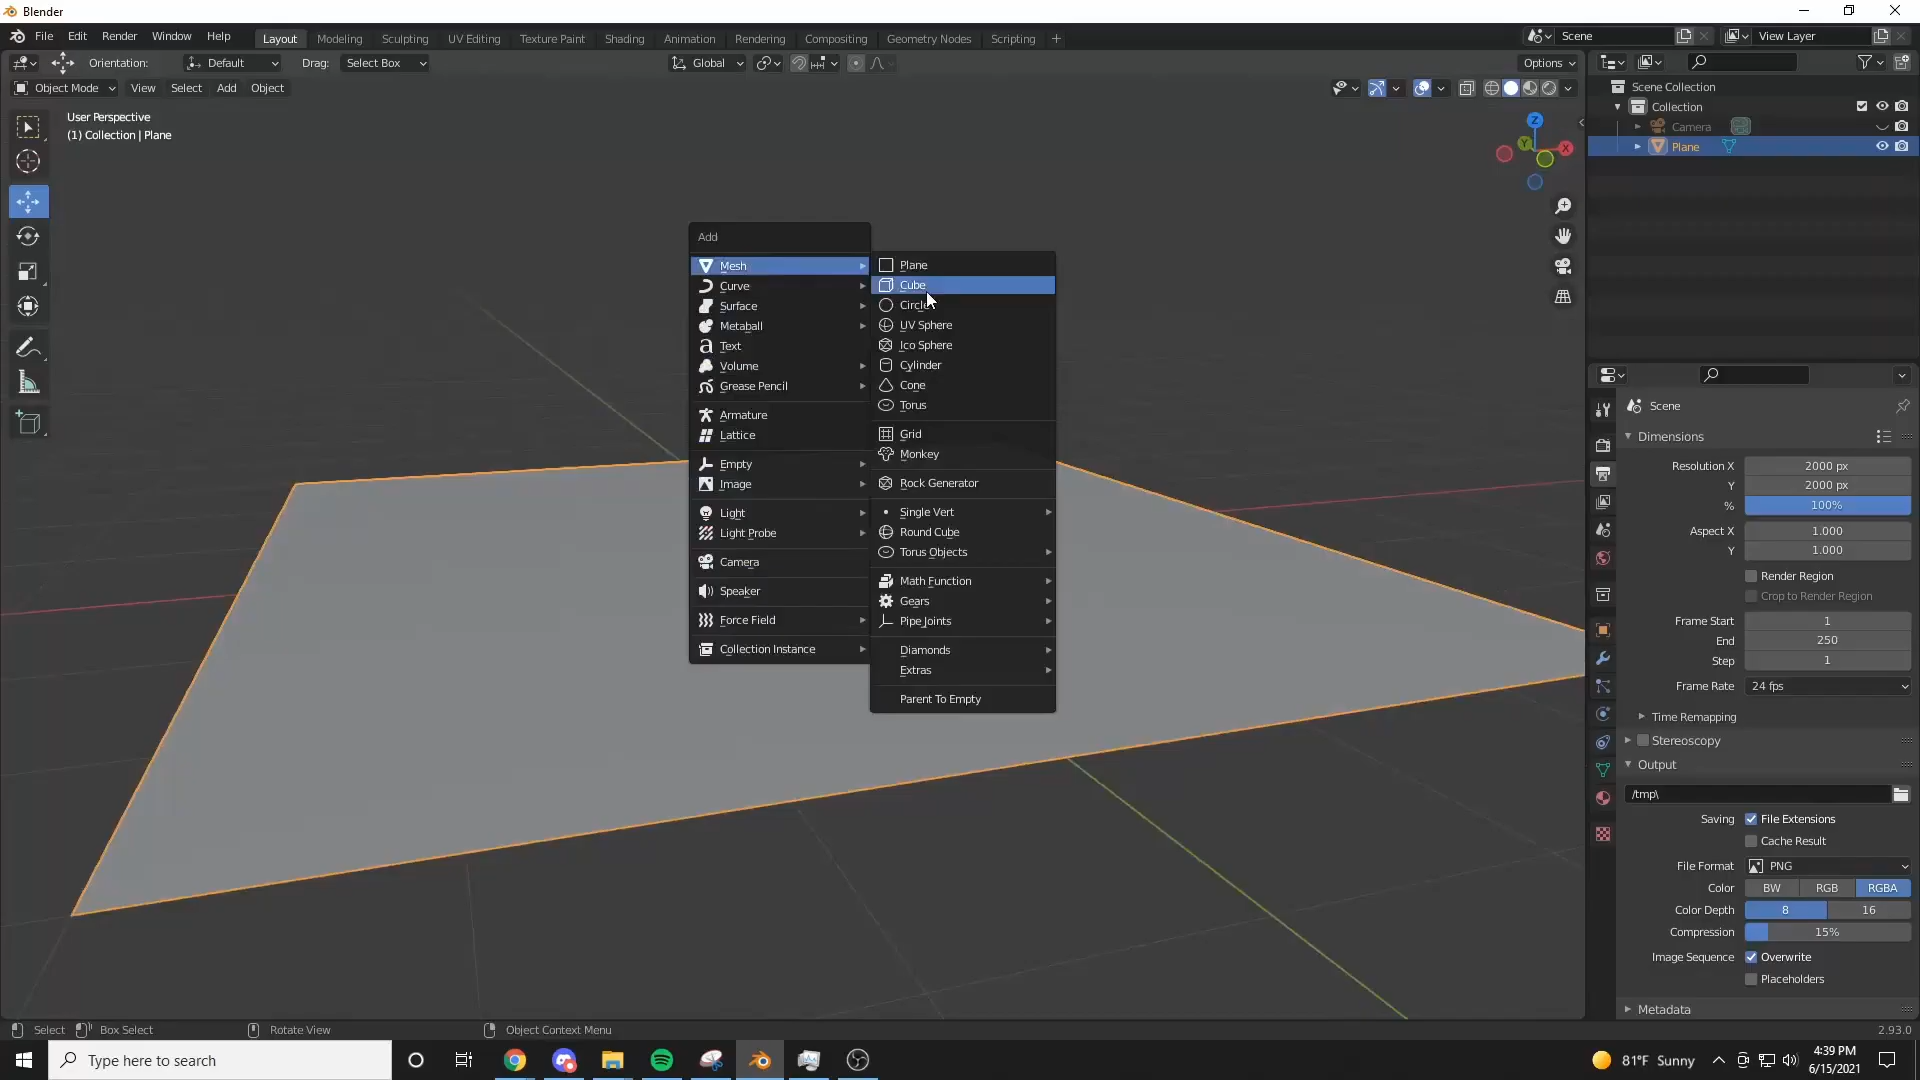 Blender
File Edit Render Window Help Layout Modeling Sculpting UV Editing Texture Paint Shading Animation Rendering Compositing Geometry Nodes Scripting + Scene View Layer
Orientation: Default Drag: Select Box Global Options
Object Mode View Select Add Object
User Perspective
(1) Collection | Plane
Z
Y
X
Add
Mesh
Curve
Surface
Metaball
Text
Volume
Grease Pencil
Armature
Lattice
Empty
Image
Light
Light Probe
Camera
Speaker
Force Field
Collection Instance
Plane
Cube
Circle
UV Sphere
Ico Sphere
Cylinder
Cone
Torus
Grid
Monkey
Rock Generator
Single Vert
Round Cube
Torus Objects
Math Function
Gears
Pipe Joints
Diamonds
Extras
Parent To Empty
Scene Collection
Collection
Camera
Plane
Scene
Dimensions
Resolution X 2000 px
Y 2000 px
% 100%
Aspect X 1.000
Y 1.000
Render Region
Crop to Render Region
Frame Start 1
End 250
Step 1
Frame Rate 24 fps
Time Remapping
Stereoscopy
Output
/tmp\
Saving File Extensions
Cache Result
File Format PNG
Color BW RGB RGBA
Color Depth 8 16
Compression 15%
Image Sequence Overwrite
Placeholders
Metadata
Select Box Select Rotate View Object Context Menu 2.93.0
Type here to search
81°F Sunny
4:39 PM
6/15/2021